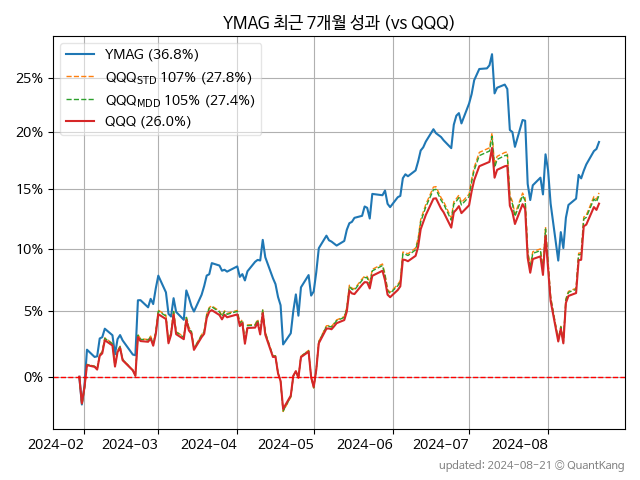 YMAG 최근 7개월 성과 (vs QQQ)
YMAG (36.8%)
QQQSTD 107% (27.8%)
QQQMDD 105% (27.4%)
QQQ (26.0%)
25%
20%
15%
10%
5%
0%
2024-02 2024-03 2024-04 2024-05 2024-06 2024-07 2024-08
updated: 2024-08-21 © QuantKang